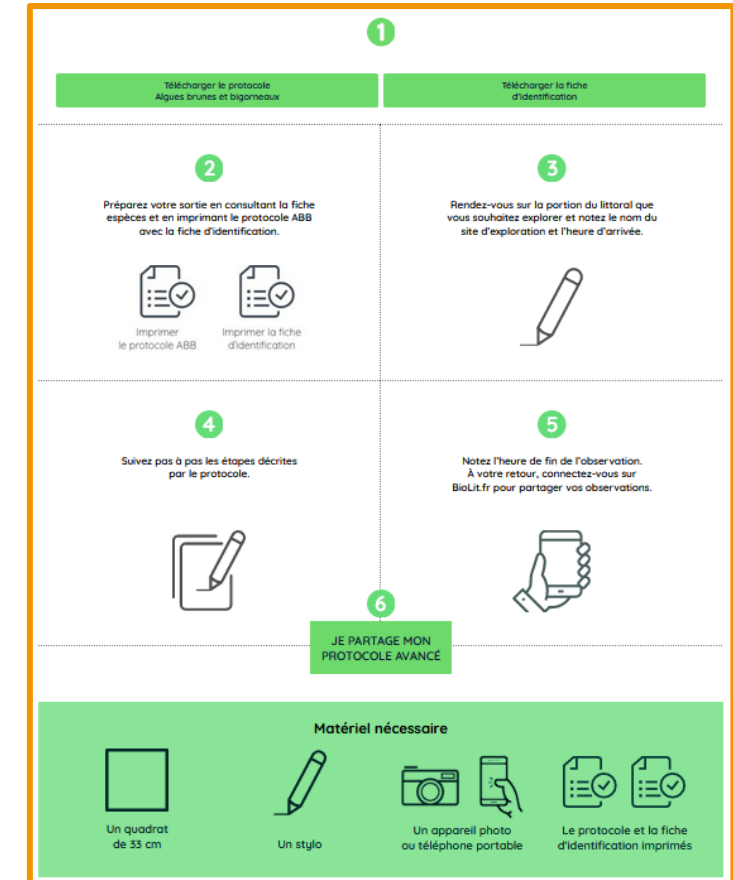 1
Télécharger le protocole
Algues brunes et bigorneaux
Télécharger la fiche
d'identification
2
Préparez votre sortie en consultant la fiche
espèces et en imprimant le protocole ABB
avec la fiche d'identification.
Imprimer
le protocole ABB
Imprimer la fiche
d'identification
3
Rendez-vous sur la portion du littoral que
vous souhaitez explorer et notez le nom du
site d'exploration et l'heure d'arrivée.
4
Suivez pas à pas les étapes décrites
par le protocole.
5
Notez l'heure de fin de l'observation.
À votre retour, connectez-vous sur
BioLit.fr pour partager vos observations.
6
JE PARTAGE MON
PROTOCOLE AVANCÉ
Matériel nécessaire
Un quadrat
de 33 cm
Un stylo
Un appareil photo
ou téléphone portable
Le protocole et la fiche
d'identification imprimés